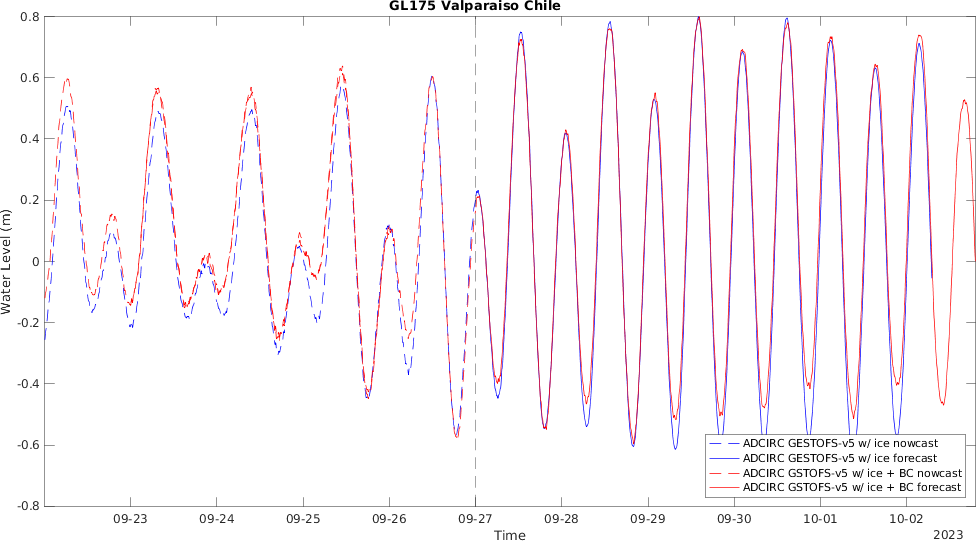 GL175 Valparaiso Chile
0.8
0.6
0.4
0.2
0
-0.2
-0.4
-0.6
-0.8
Water Level (m)
ADCIRC GESTOFS-v5 w/ ice nowcast
ADCIRC GESTOFS-v5 w/ ice forecast
ADCIRC GSTOFS-v5 w/ ice + BC nowcast
ADCIRC GSTOFS-v5 w/ ice + BC forecast
09-23 09-24 09-25 09-26 09-27 09-28 09-29 09-30 10-01 10-02
Time
2023